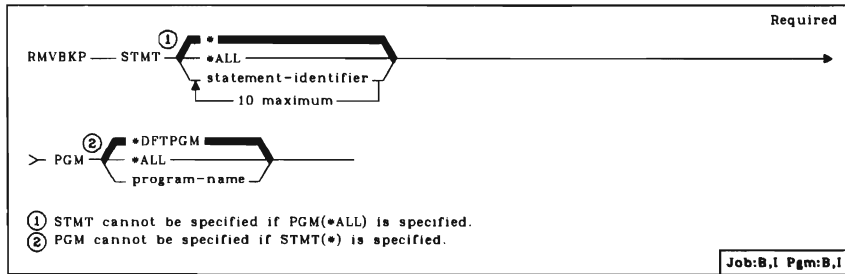 Required
①
*
RMVBKP STMT *ALL
statement-identifier
10 maximum
② *DFTPGM
PGM *ALL
program-name
① STMT cannot be specified if PGM(*ALL) is specified.
② PGM cannot be specified if STMT(*) is specified.
Job:B,I Pgm:B,I